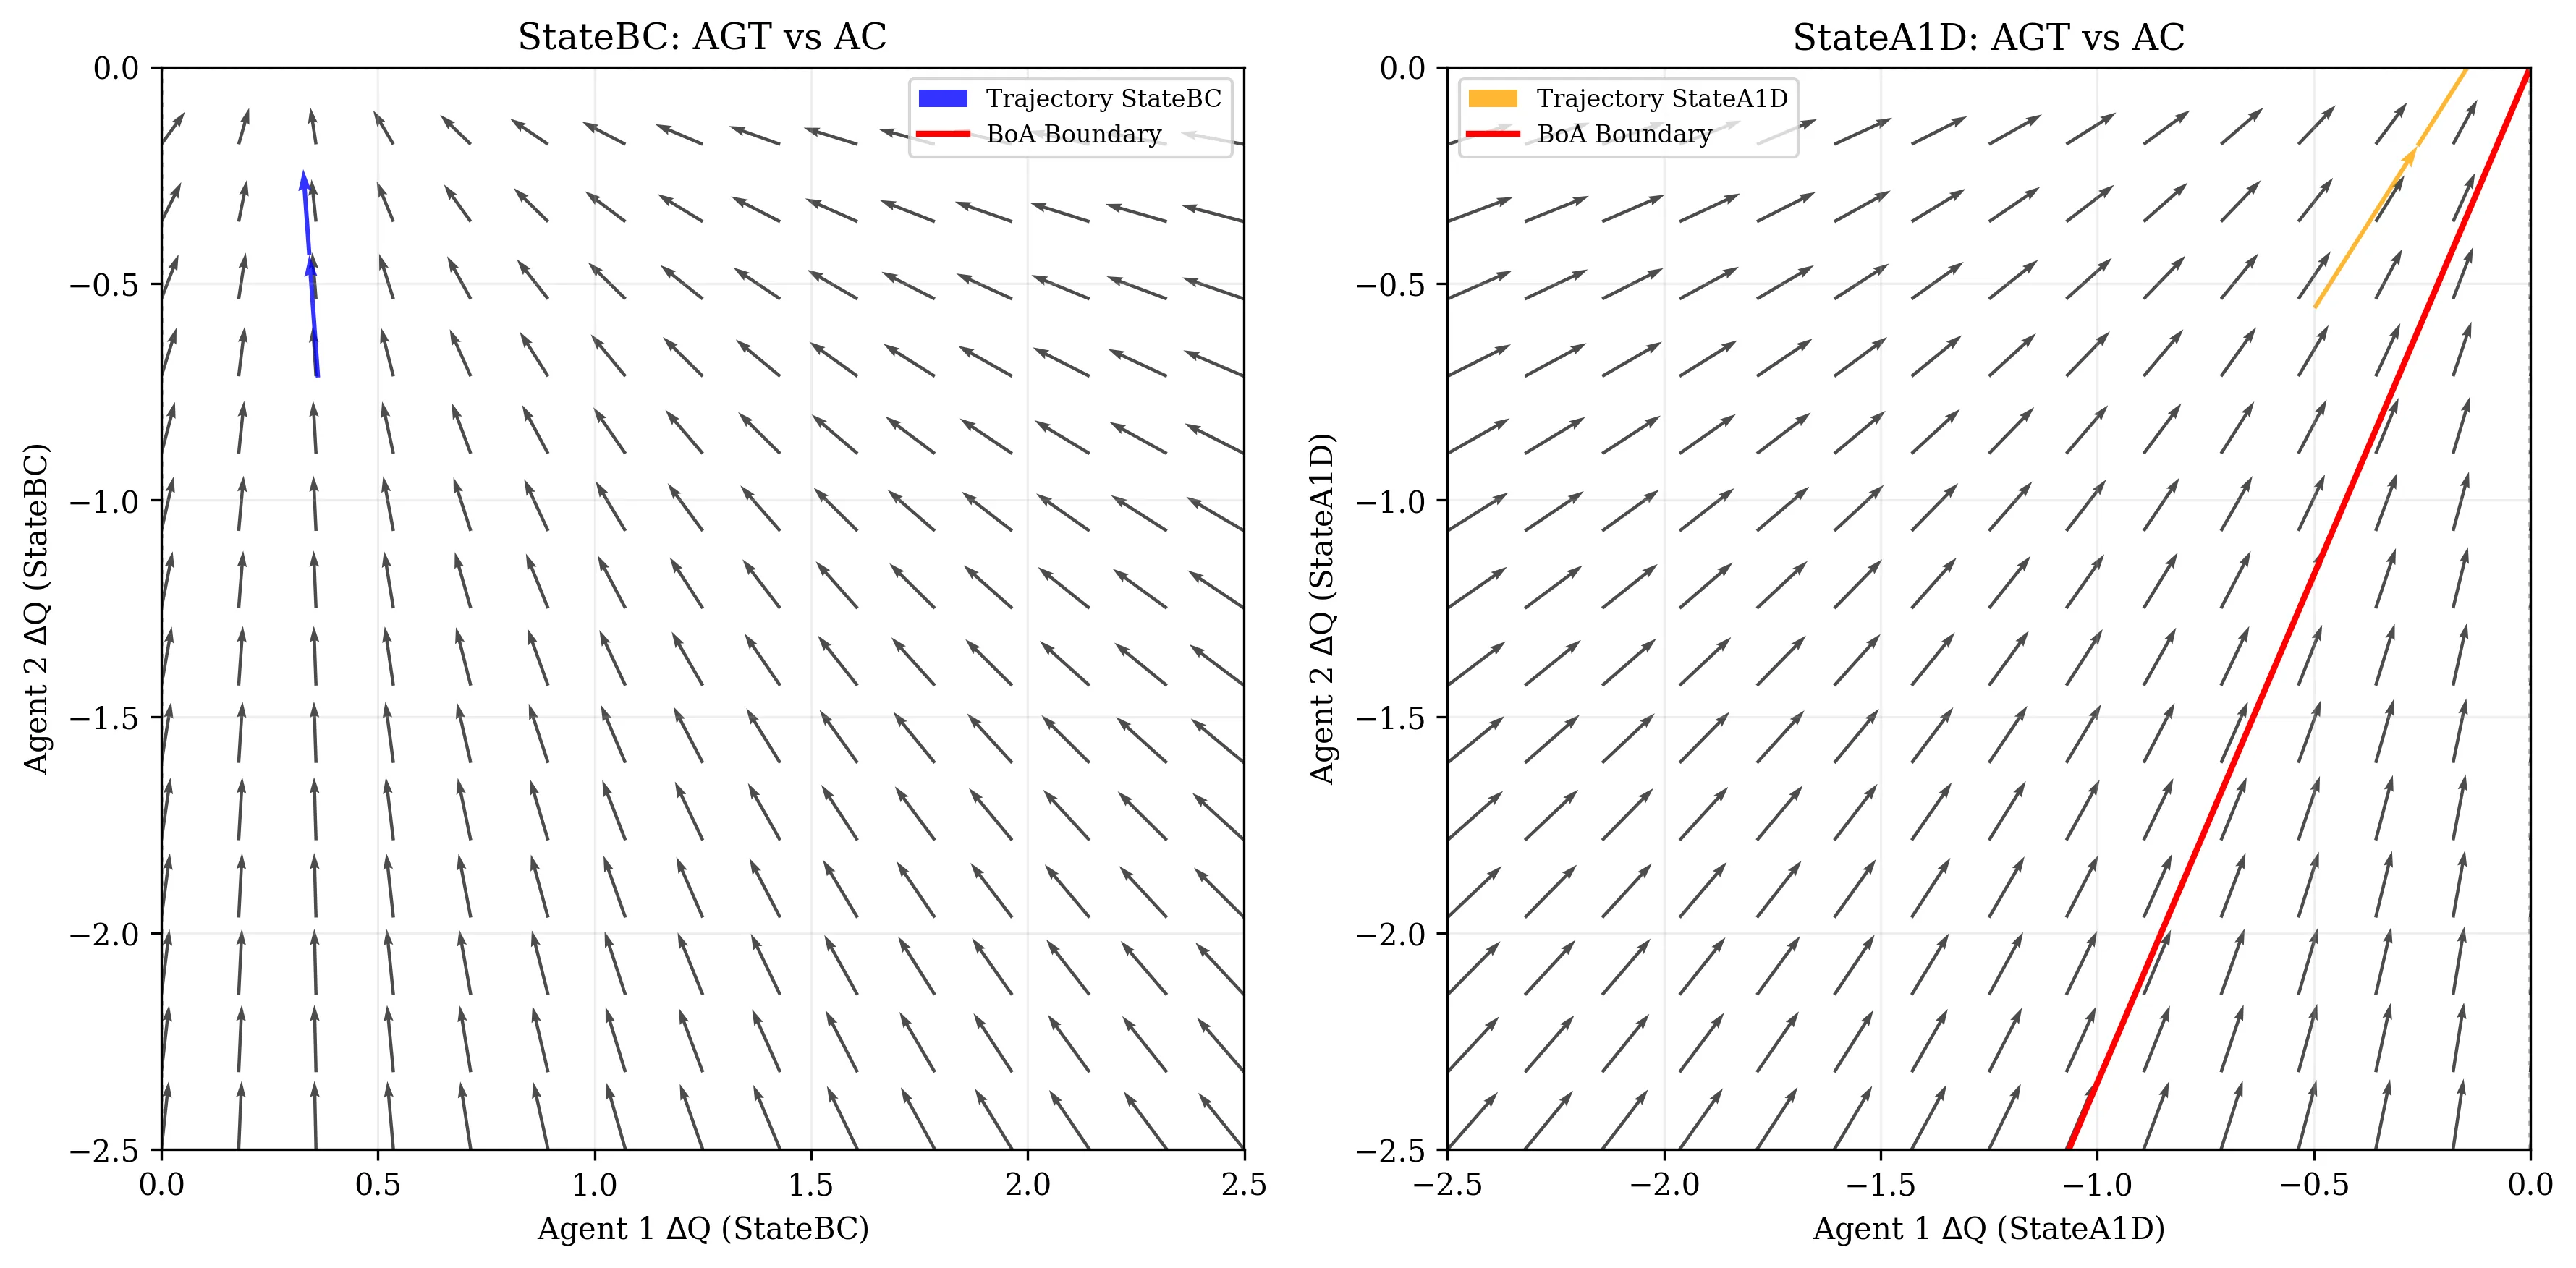 StateBC: AGT vs AC
Trajectory StateBC
BoA Boundary
0.0
−0.5
−1.0
−1.5
−2.0
−2.5
Agent 2 ΔQ (StateBC)
0.0 0.5 1.0 1.5 2.0 2.5
Agent 1 ΔQ (StateBC)
StateA1D: AGT vs AC
Trajectory StateA1D
BoA Boundary
0.0
−0.5
−1.0
−1.5
−2.0
−2.5
Agent 2 ΔQ (StateA1D)
−2.5 −2.0 −1.5 −1.0 −0.5 0.0
Agent 1 ΔQ (StateA1D)